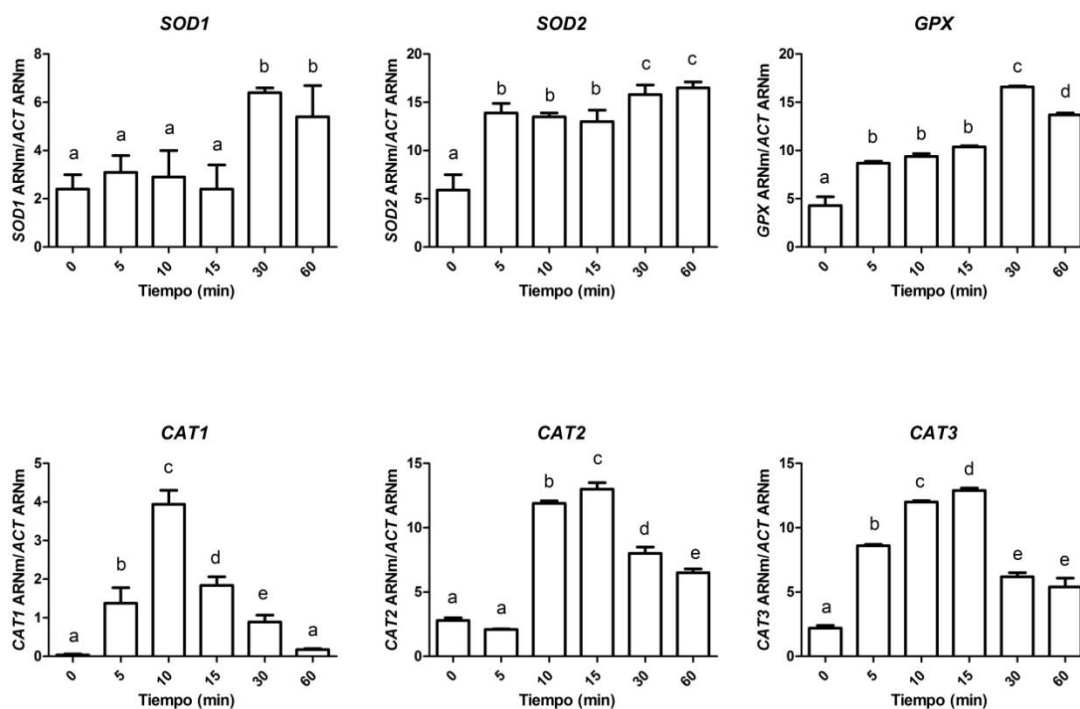 SOD1
SOD1 ARNm/ACT ARNm
8
6
4
2
0
a
a
a
a
b
b
0
5
10
15
30
60
Tiempo (min)
SOD2
SOD2 ARNm/ACT ARNm
20
15
10
5
0
a
b
b
b
c
c
0
5
10
15
30
60
Tiempo (min)
GPX
GPX ARNm/ACT ARNm
20
15
10
5
0
a
b
b
b
c
d
0
5
10
15
30
60
Tiempo (min)
CAT1
CAT1 ARNm/ACT ARNm
5
4
3
2
1
0
a
b
c
d
e
a
0
5
10
15
30
60
Tiempo (min)
CAT2
CAT2 ARNm/ACT ARNm
15
10
5
0
a
a
b
c
d
e
0
5
10
15
30
60
Tiempo (min)
CAT3
CAT3 ARNm/ACT ARNm
15
10
5
0
a
b
c
d
e
e
0
5
10
15
30
60
Tiempo (min)